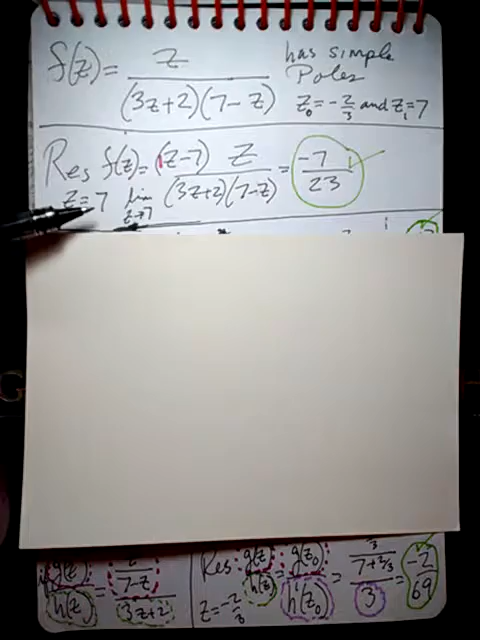 f(z) = z / (3z+2)(7-z) has simple Poles z₀ = -2/3 and z₁ = 7
Res f(z) = (z-7) z / (3z+2)(7-z) = -7/23
z=7 lim z→7
g(z) / h(z) = / 7-z / 3z+2
Res z=-2/3 g(z)/h(z) = g(z₀)/h'(z₀) = / 7+2/3 / 3 = -2/69